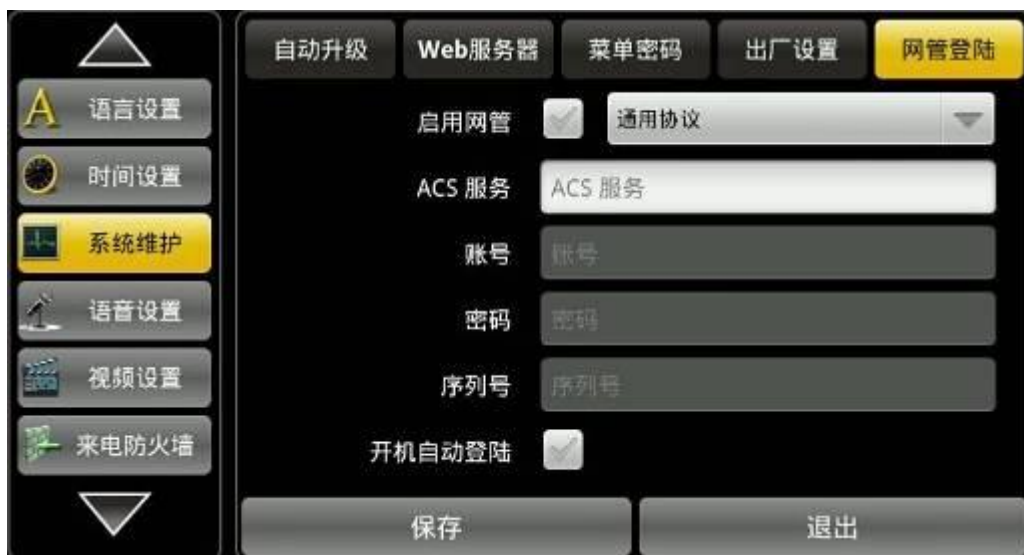 自动升级 Web服务器 菜单密码 出厂设置 网管登陆
语言设置
时间设置
系统维护
语音设置
视频设置
来电防火墙
启用网管 通用协议
ACS 服务 ACS 服务
账号 账号
密码 密码
序列号 序列号
开机自动登陆
保存 退出